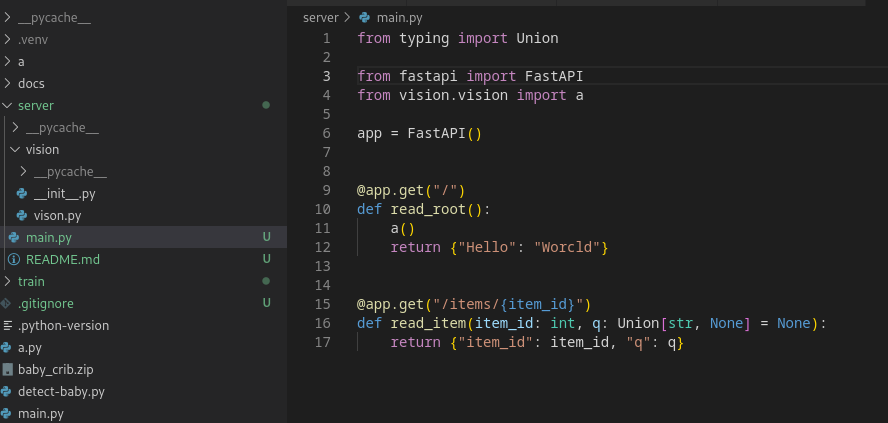 __pycache__
.venv
a
docs
server
__pycache__
vision
__pycache__
__init__.py
vison.py
main.py U
README.md U
train
.gitignore U
.python-version
a.py
baby_crib.zip
detect-baby.py
main.py
server > main.py
1 from typing import Union
2
3 from fastapi import FastAPI
4 from vision.vision import a
5
6 app = FastAPI()
7
8
9 @app.get("/")
10 def read_root():
11     a()
12     return {"Hello": "Worcld"}
13
14
15 @app.get("/items/{item_id}")
16 def read_item(item_id: int, q: Union[str, None] = None):
17     return {"item_id": item_id, "q": q}